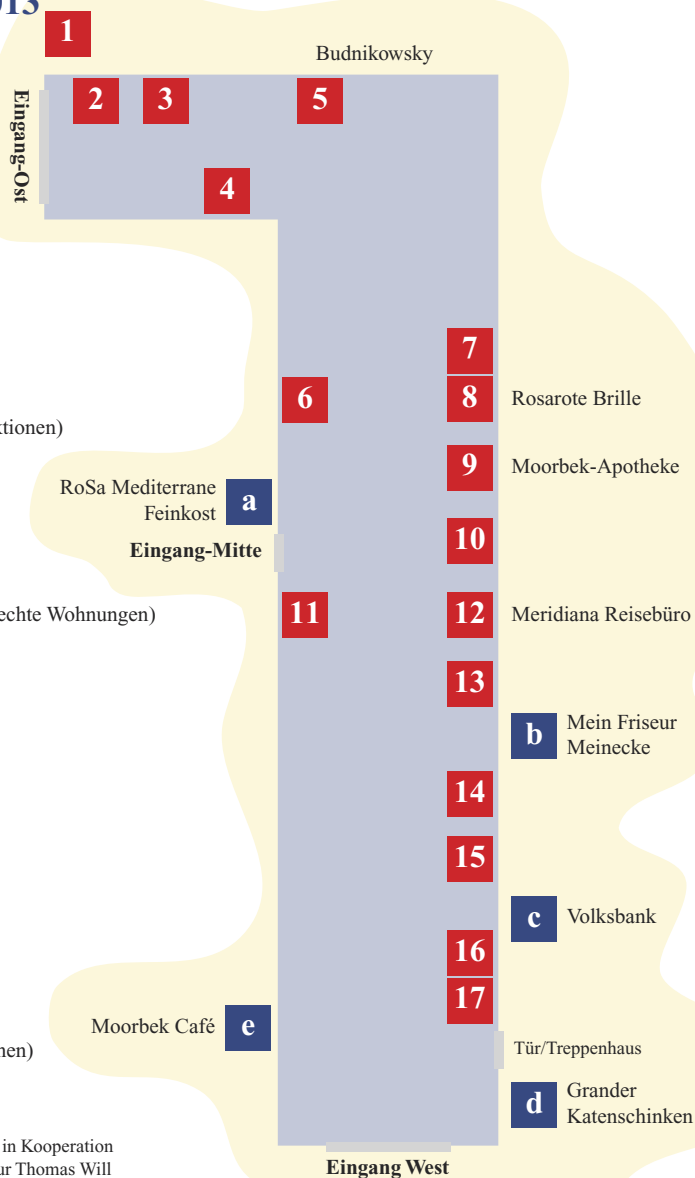 013
1
Budnikowsky
2 3 5
Eingang-Ost
4
7
6 8 Rosarote Brille
ktionen)
9 Moorbek-Apotheke
RoSa Mediterrane
Feinkost
a
10
Eingang-Mitte
echte Wohnungen)
11 12 Meridiana Reisebüro
13
b Mein Friseur
Meinecke
14
15
c Volksbank
16
17
Moorbek Café e
nen)
Tür/Treppenhaus
d Grander
Katenschinken
in Kooperation
ur Thomas Will
Eingang West